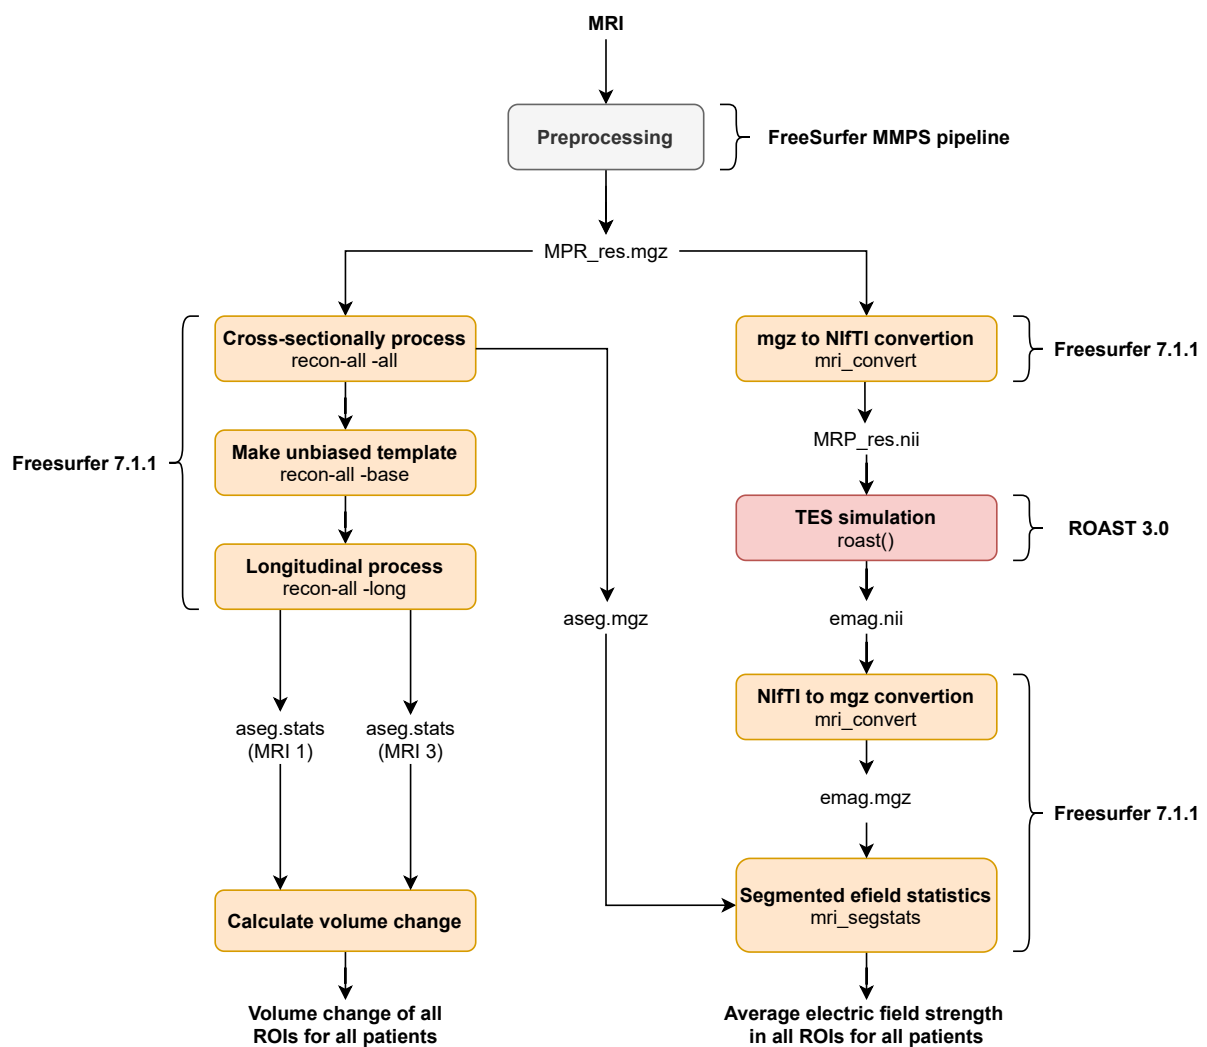 MRI
Preprocessing
FreeSurfer MMPS pipeline
MPR_res.mgz
Cross-sectionally process
recon-all -all
mgz to NIfTI convertion
mri_convert
Freesurfer 7.1.1
MRP_res.nii
Make unbiased template
recon-all -base
Freesurfer 7.1.1
TES simulation
roast()
ROAST 3.0
Longitudinal process
recon-all -long
aseg.mgz
emag.nii
NIfTI to mgz convertion
mri_convert
aseg.stats
(MRI 1)
aseg.stats
(MRI 3)
emag.mgz
Freesurfer 7.1.1
Segmented efield statistics
mri_segstats
Calculate volume change
Volume change of all
ROIs for all patients
Average electric field strength
in all ROIs for all patients